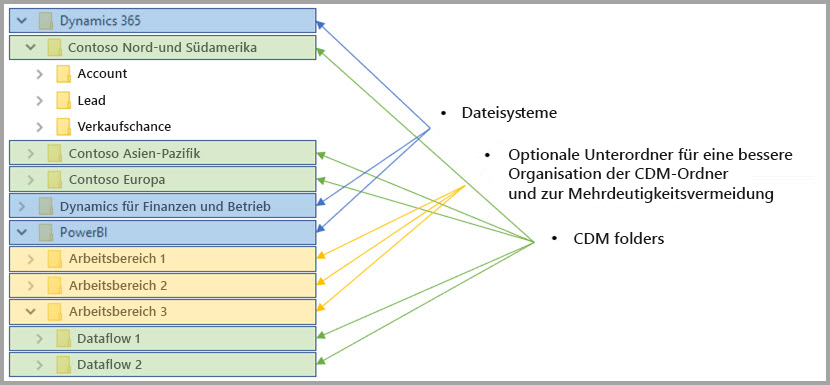 Dynamics 365
Contoso Nord-und Südamerika
Account
Lead
Verkaufschance
Contoso Asien-Pazifik
Contoso Europa
Dynamics für Finanzen und Betrieb
PowerBI
Arbeitsbereich 1
Arbeitsbereich 2
Arbeitsbereich 3
Dataflow 1
Dataflow 2
• Dateisysteme
• Optionale Unterordner für eine bessere
Organisation der CDM-Ordner
und zur Mehrdeutigkeitsvermeidung
• CDM folders